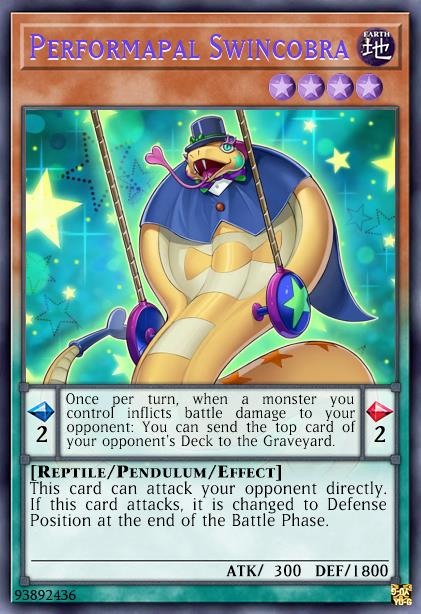 Performapal Swincobra
EARTH
地
Once per turn, when a monster you
control inflicts battle damage to your
opponent: You can send the top card of
your opponent's Deck to the Graveyard.
2
2
[Reptile/Pendulum/Effect]
This card can attack your opponent directly.
If this card attacks, it is changed to Defense
Position at the end of the Battle Phase.
ATK/ 300 DEF/1800
93892436